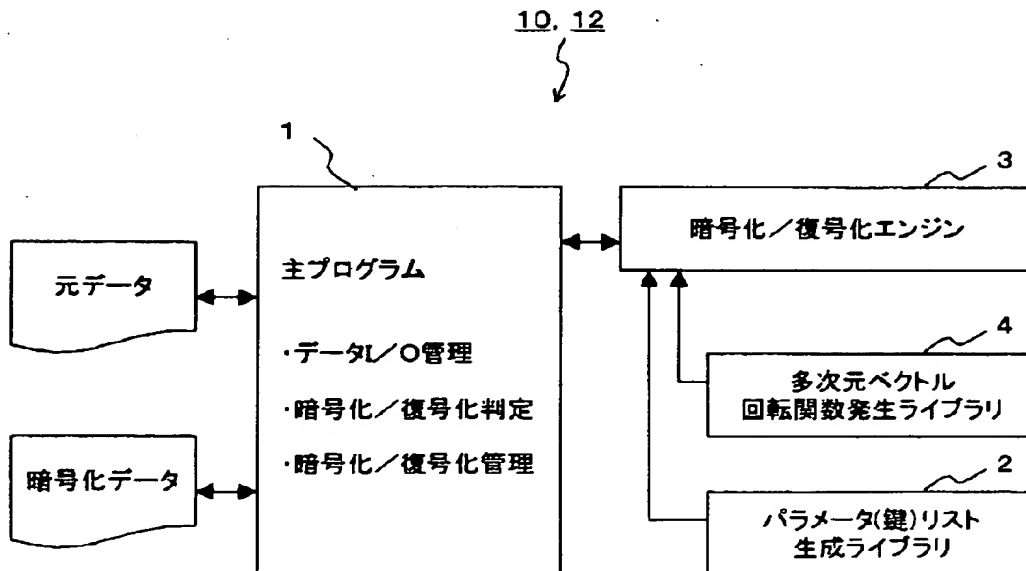 10, 12
1
3
暗号化／復号化エンジン
元データ
主プログラム
・データI／O管理
・暗号化／復号化判定
・暗号化／復号化管理
4
多次元ベクトル
回転関数発生ライブラリ
暗号化データ
2
パラメータ(鍵)リスト
生成ライブラリ